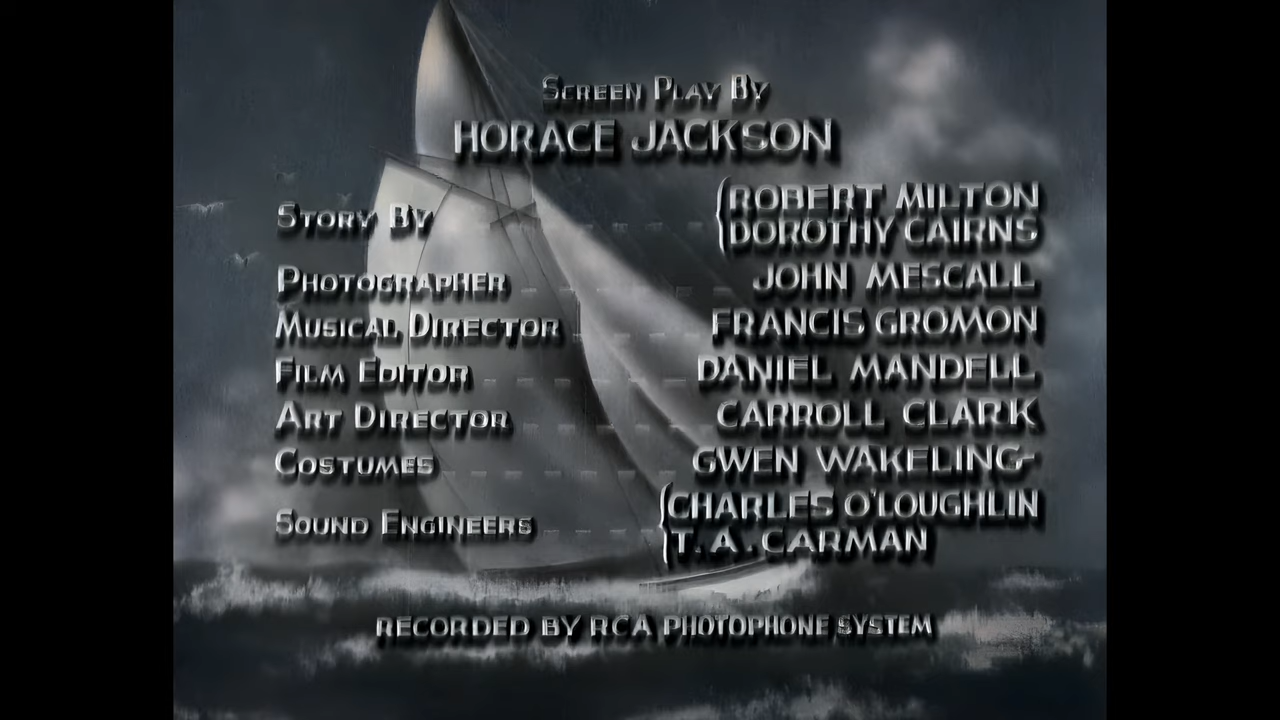 SCREEN PLAY BY
HORACE JACKSON
STORY BY ROBERT MILTON
DOROTHY CAIRNS
PHOTOGRAPHER JOHN MESCALL
MUSICAL DIRECTOR FRANCIS GROMON
FILM EDITOR DANIEL MANDELL
ART DIRECTOR CARROLL CLARK
COSTUMES GWEN WAKELING-
SOUND ENGINEERS CHARLES O'LOUGHLIN
T.A. CARMAN
RECORDED BY RCA PHOTOPHONE SYSTEM